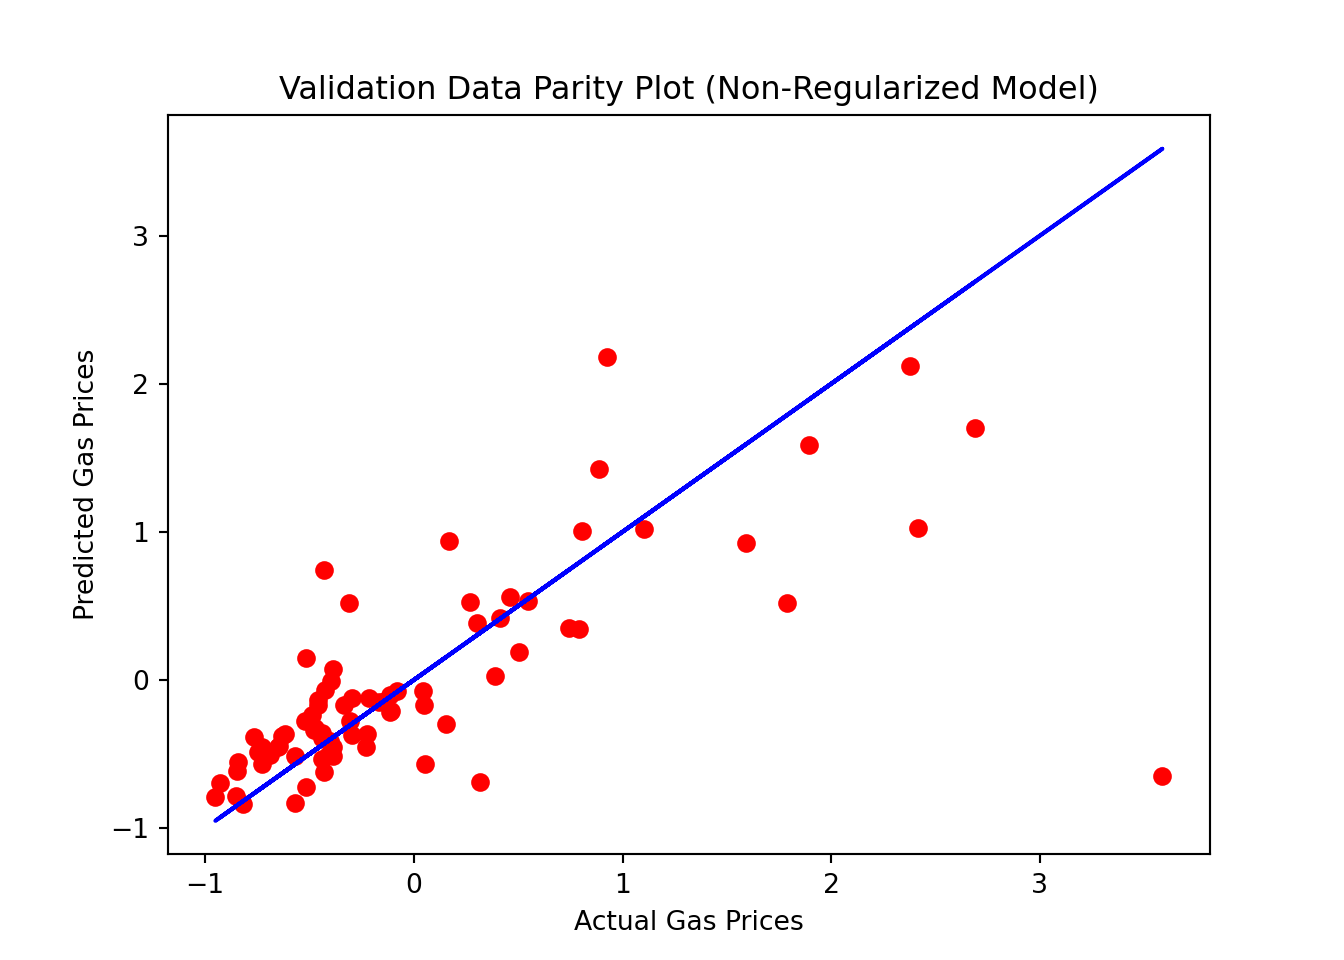 Validation Data Parity Plot (Non-Regularized Model)
Predicted Gas Prices
3
2
1
0
−1
−1 0 1 2 3
Actual Gas Prices